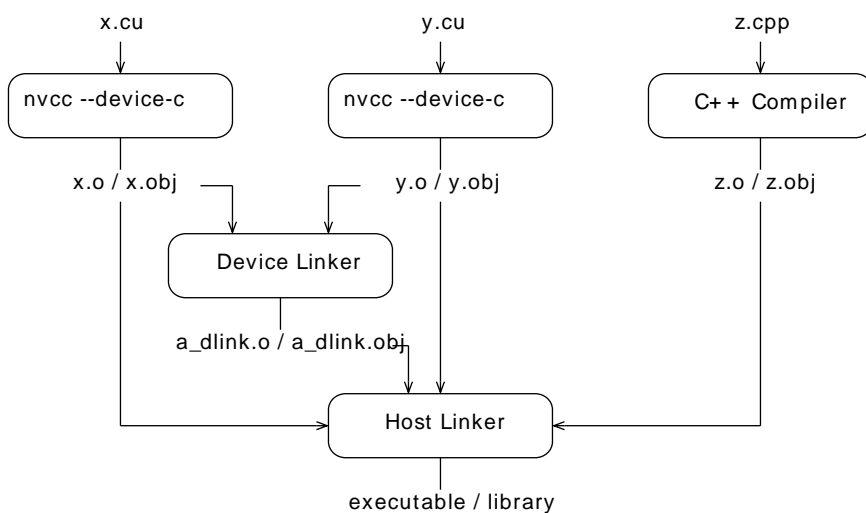 x.cu y.cu z.cpp
nvcc --device-c nvcc --device-c C++ Compiler
x.o / x.obj y.o / y.obj z.o / z.obj
Device Linker
a_dlink.o / a_dlink.obj
Host Linker
executable / library